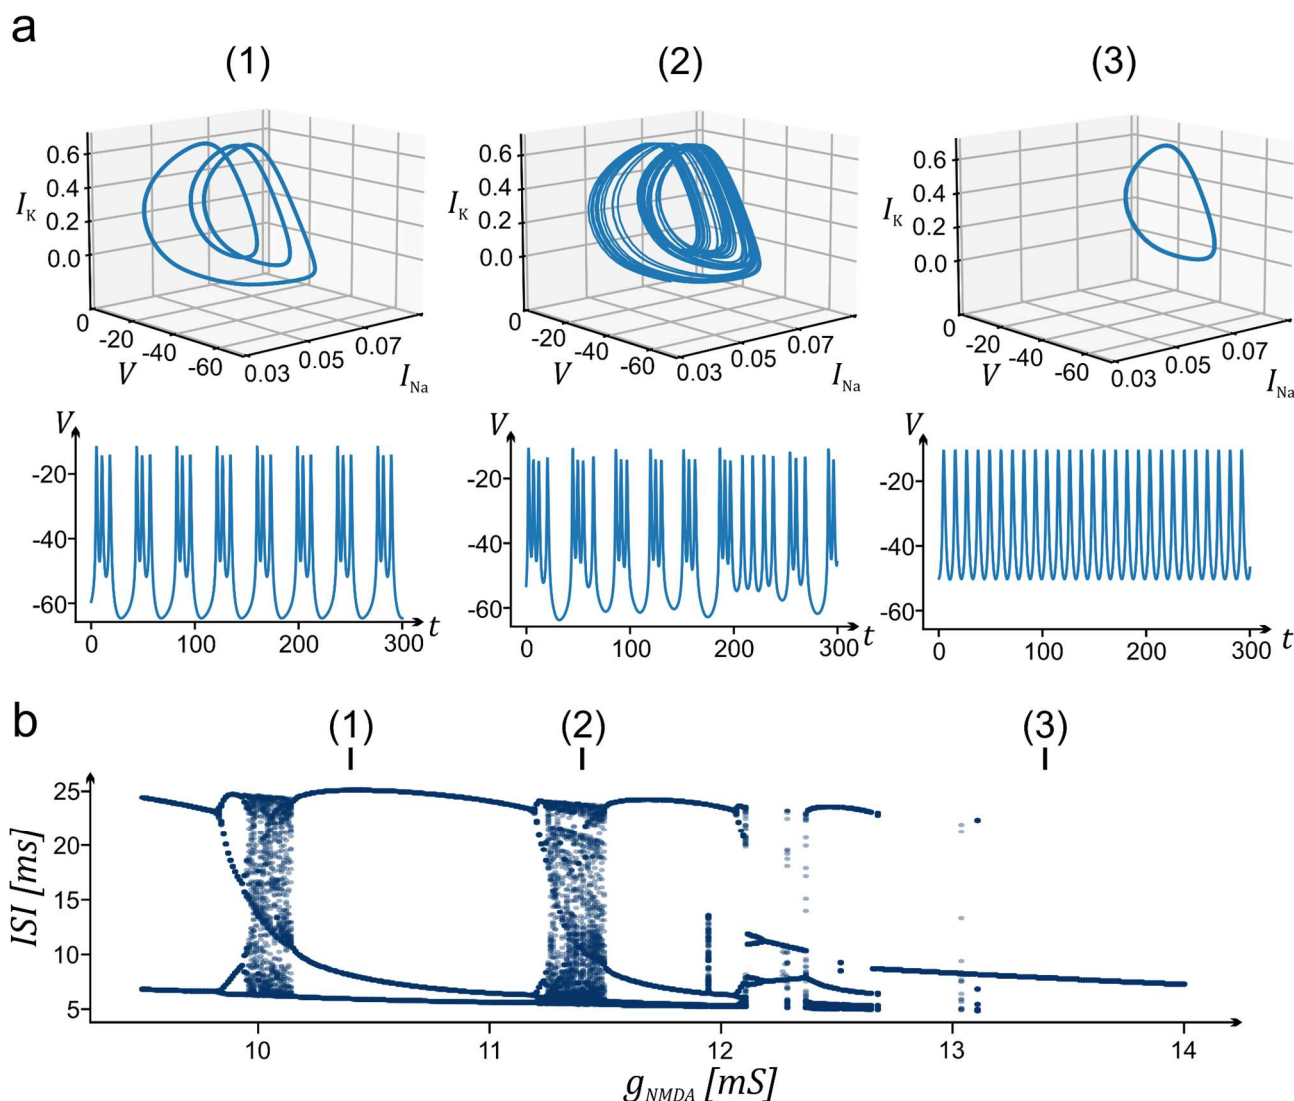 a
(1) (2) (3)
0.6 0.6 0.6
0.4 0.4 0.4
I_K 0.2 I_K 0.2 I_K 0.2
0.0 0.0 0.0
0 0.07 0 0.07 0 0.07
-20 0.05 -20 0.05 -20 0.05
-40 -40 -40
V -60 0.03 I_Na V -60 0.03 I_Na V -60 0.03 I_Na
V V V
-20 -20 -20
-40 -40 -40
-60 -60 -60
t t t
0 100 200 300 0 100 200 300 0 100 200 300
b
(1) (2) (3)
25
20
15
10
5
ISI [ms]
10 11 12 13 14
g_NMDA [mS]